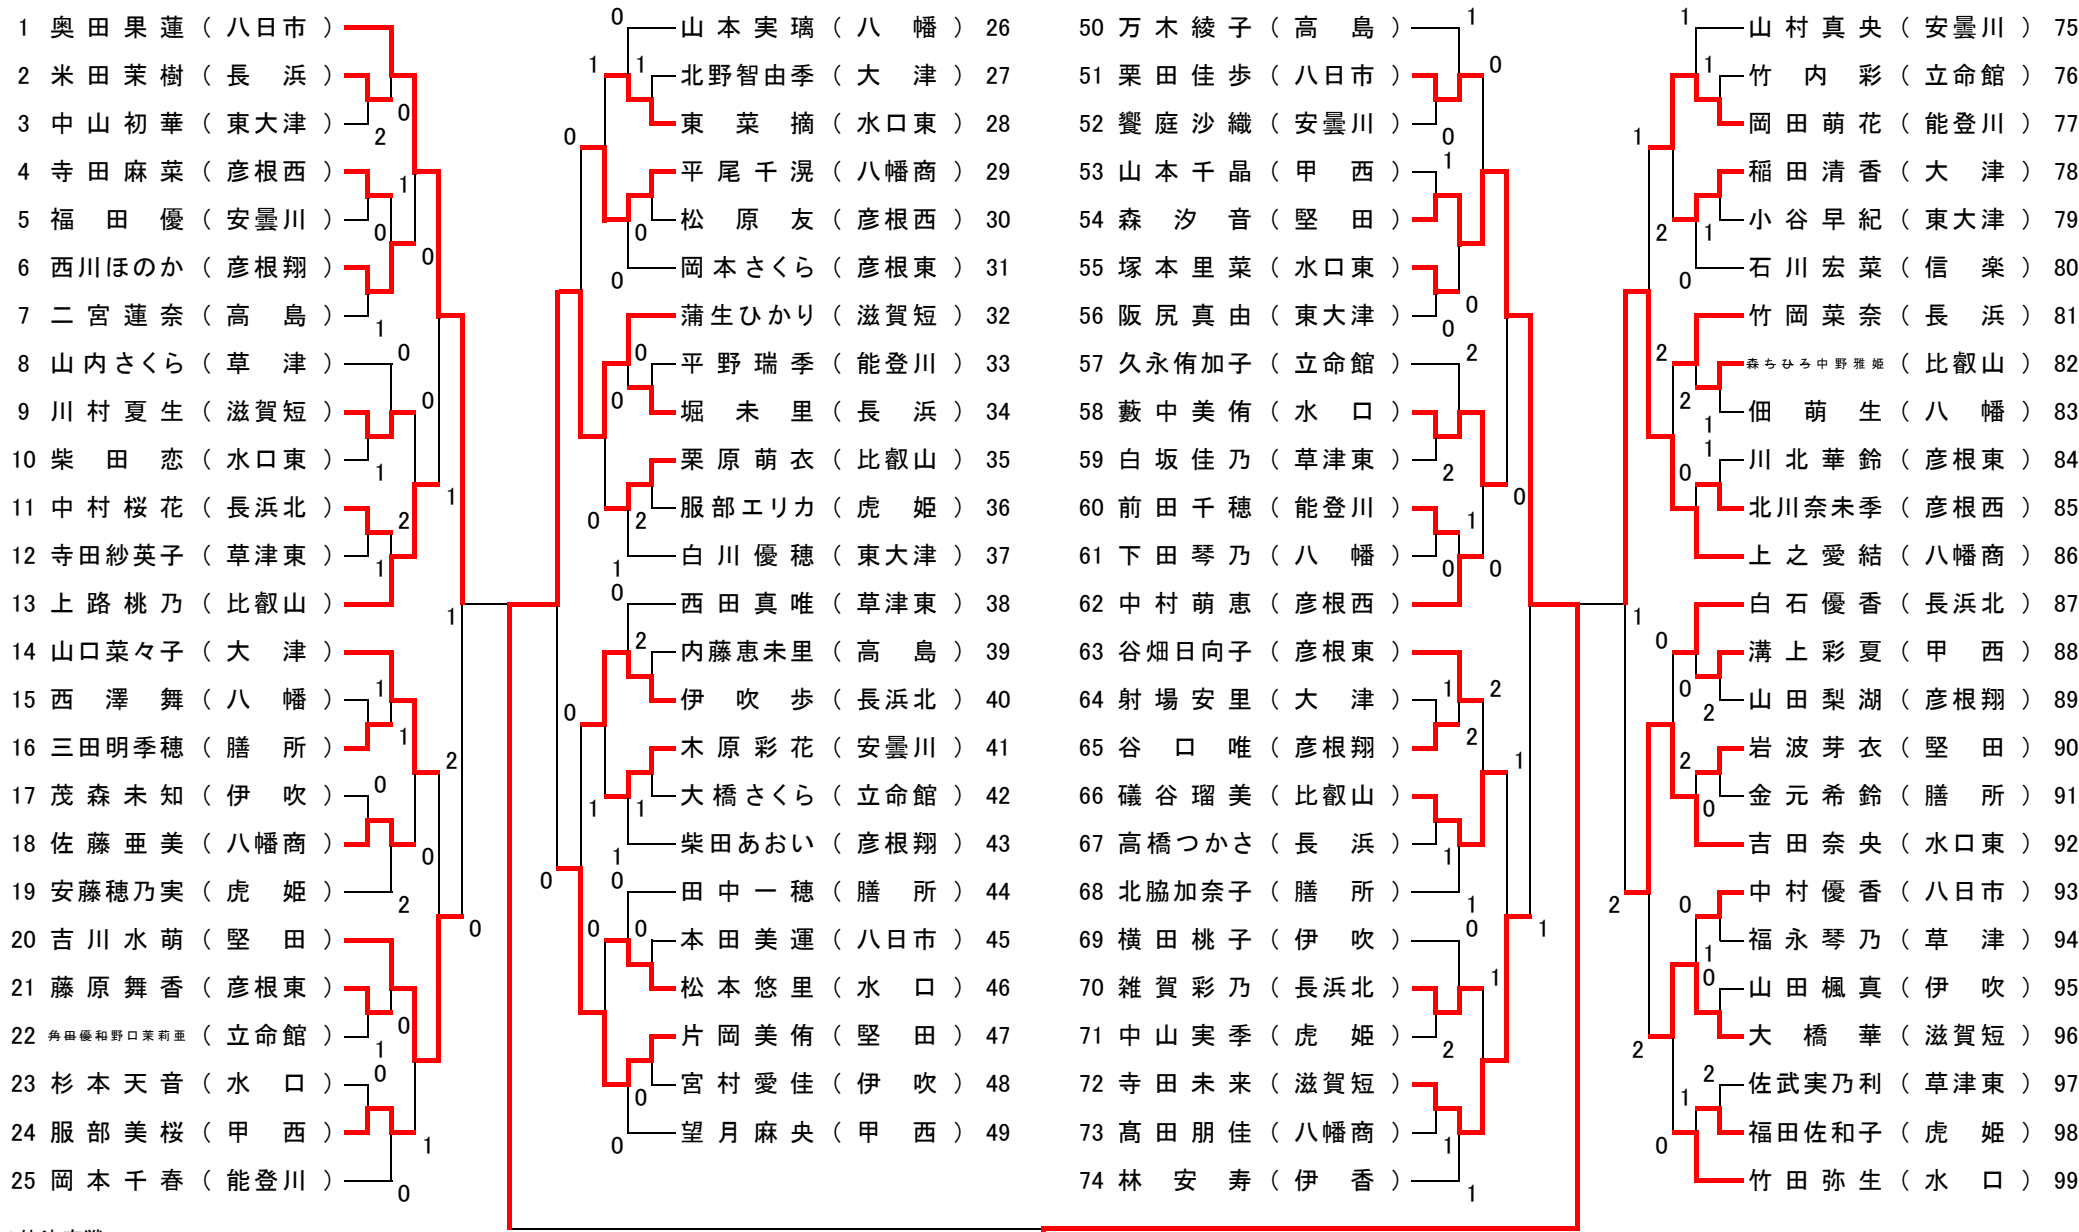 1 奥田果蓮（八日市）
2 米田茉樹（長浜）
3 中山初華（東大津）
4 寺田麻菜（彦根西）
5 福田優（安曇川）
6 西川ほのか（彦根翔）
7 二宮蓮奈（高島）
8 山内さくら（草津）
9 川村夏生（滋賀短）
10 柴田恋（水口東）
11 中村桜花（長浜北）
12 寺田紗英子（草津東）
13 上路桃乃（比叡山）
14 山口菜々子（大津）
15 西澤舞（八幡）
16 三田明季穂（膳所）
17 茂森未知（伊吹）
18 佐藤亜美（八幡商）
19 安藤穂乃実（虎姫）
20 吉川水萌（堅田）
21 藤原舞香（彦根東）
22 角田優和野口茉莉亜（立命館）
23 杉本天音（水口）
24 服部美桜（甲西）
25 岡本千春（能登川）
山本実璃（八幡）26
北野智由季（大津）27
東菜摘（水口東）28
平尾千滉（八幡商）29
松原友（彦根西）30
岡本さくら（彦根東）31
蒲生ひかり（滋賀短）32
平野瑞季（能登川）33
堀未里（長浜）34
栗原萌衣（比叡山）35
服部エリカ（虎姫）36
白川優穂（東大津）37
西田真唯（草津東）38
内藤恵未里（高島）39
伊吹歩（長浜北）40
木原彩花（安曇川）41
大橋さくら（立命館）42
柴田あおい（彦根翔）43
田中一穂（膳所）44
本田美運（八日市）45
松本悠里（水口）46
片岡美侑（堅田）47
宮村愛佳（伊吹）48
望月麻央（甲西）49
50 万木綾子（高島）
51 栗田佳歩（八日市）
52 饗庭沙織（安曇川）
53 山本千晶（甲西）
54 森汐音（堅田）
55 塚本里菜（水口東）
56 阪尻真由（東大津）
57 久永侑加子（立命館）
58 藪中美侑（水口）
59 白坂佳乃（草津東）
60 前田千穂（能登川）
61 下田琴乃（八幡）
62 中村萌恵（彦根西）
63 谷畑日向子（彦根東）
64 射場安里（大津）
65 谷口唯（彦根翔）
66 礒谷瑠美（比叡山）
67 高橋つかさ（長浜）
68 北脇加奈子（膳所）
69 横田桃子（伊吹）
70 雑賀彩乃（長浜北）
71 中山実季（虎姫）
72 寺田未来（滋賀短）
73 髙田朋佳（八幡商）
74 林安寿（伊香）
山村真央（安曇川）75
竹内彩（立命館）76
岡田萌花（能登川）77
稲田清香（大津）78
小谷早紀（東大津）79
石川宏菜（信楽）80
竹岡菜奈（長浜）81
森ちひろ中野雅姫（比叡山）82
佃萌生（八幡）83
川北華鈴（彦根東）84
北川奈未季（彦根西）85
上之愛結（八幡商）86
白石優香（長浜北）87
溝上彩夏（甲西）88
山田梨湖（彦根翔）89
岩波芽衣（堅田）90
金元希鈴（膳所）91
吉田奈央（水口東）92
中村優香（八日市）93
福永琴乃（草津）94
山田楓真（伊吹）95
大橋華（滋賀短）96
佐武実乃利（草津東）97
福田佐和子（虎姫）98
竹田弥生（水口）99